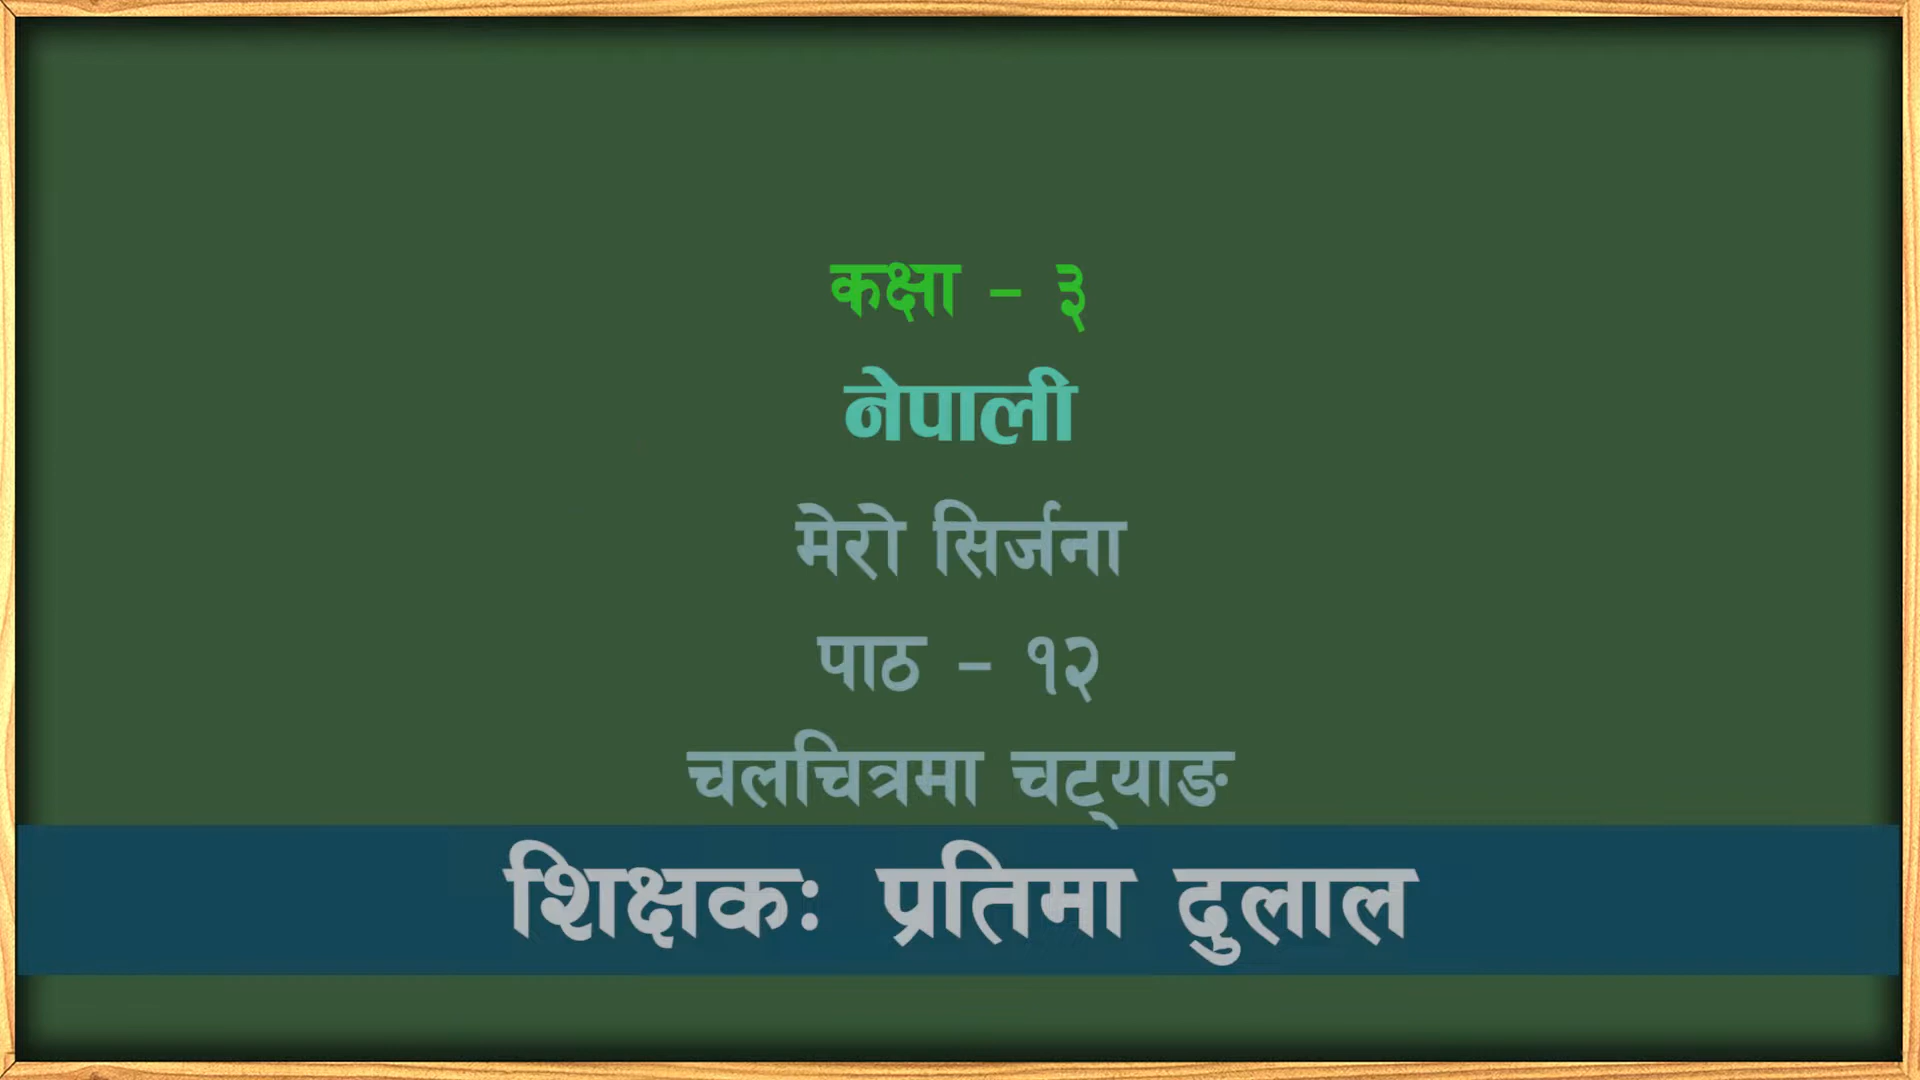 कक्षा – ३
नेपाली
मेरो सिर्जना
पाठ – १२
चलचित्रमा चट्याङ
शिक्षकः प्रतिमा दुलाल